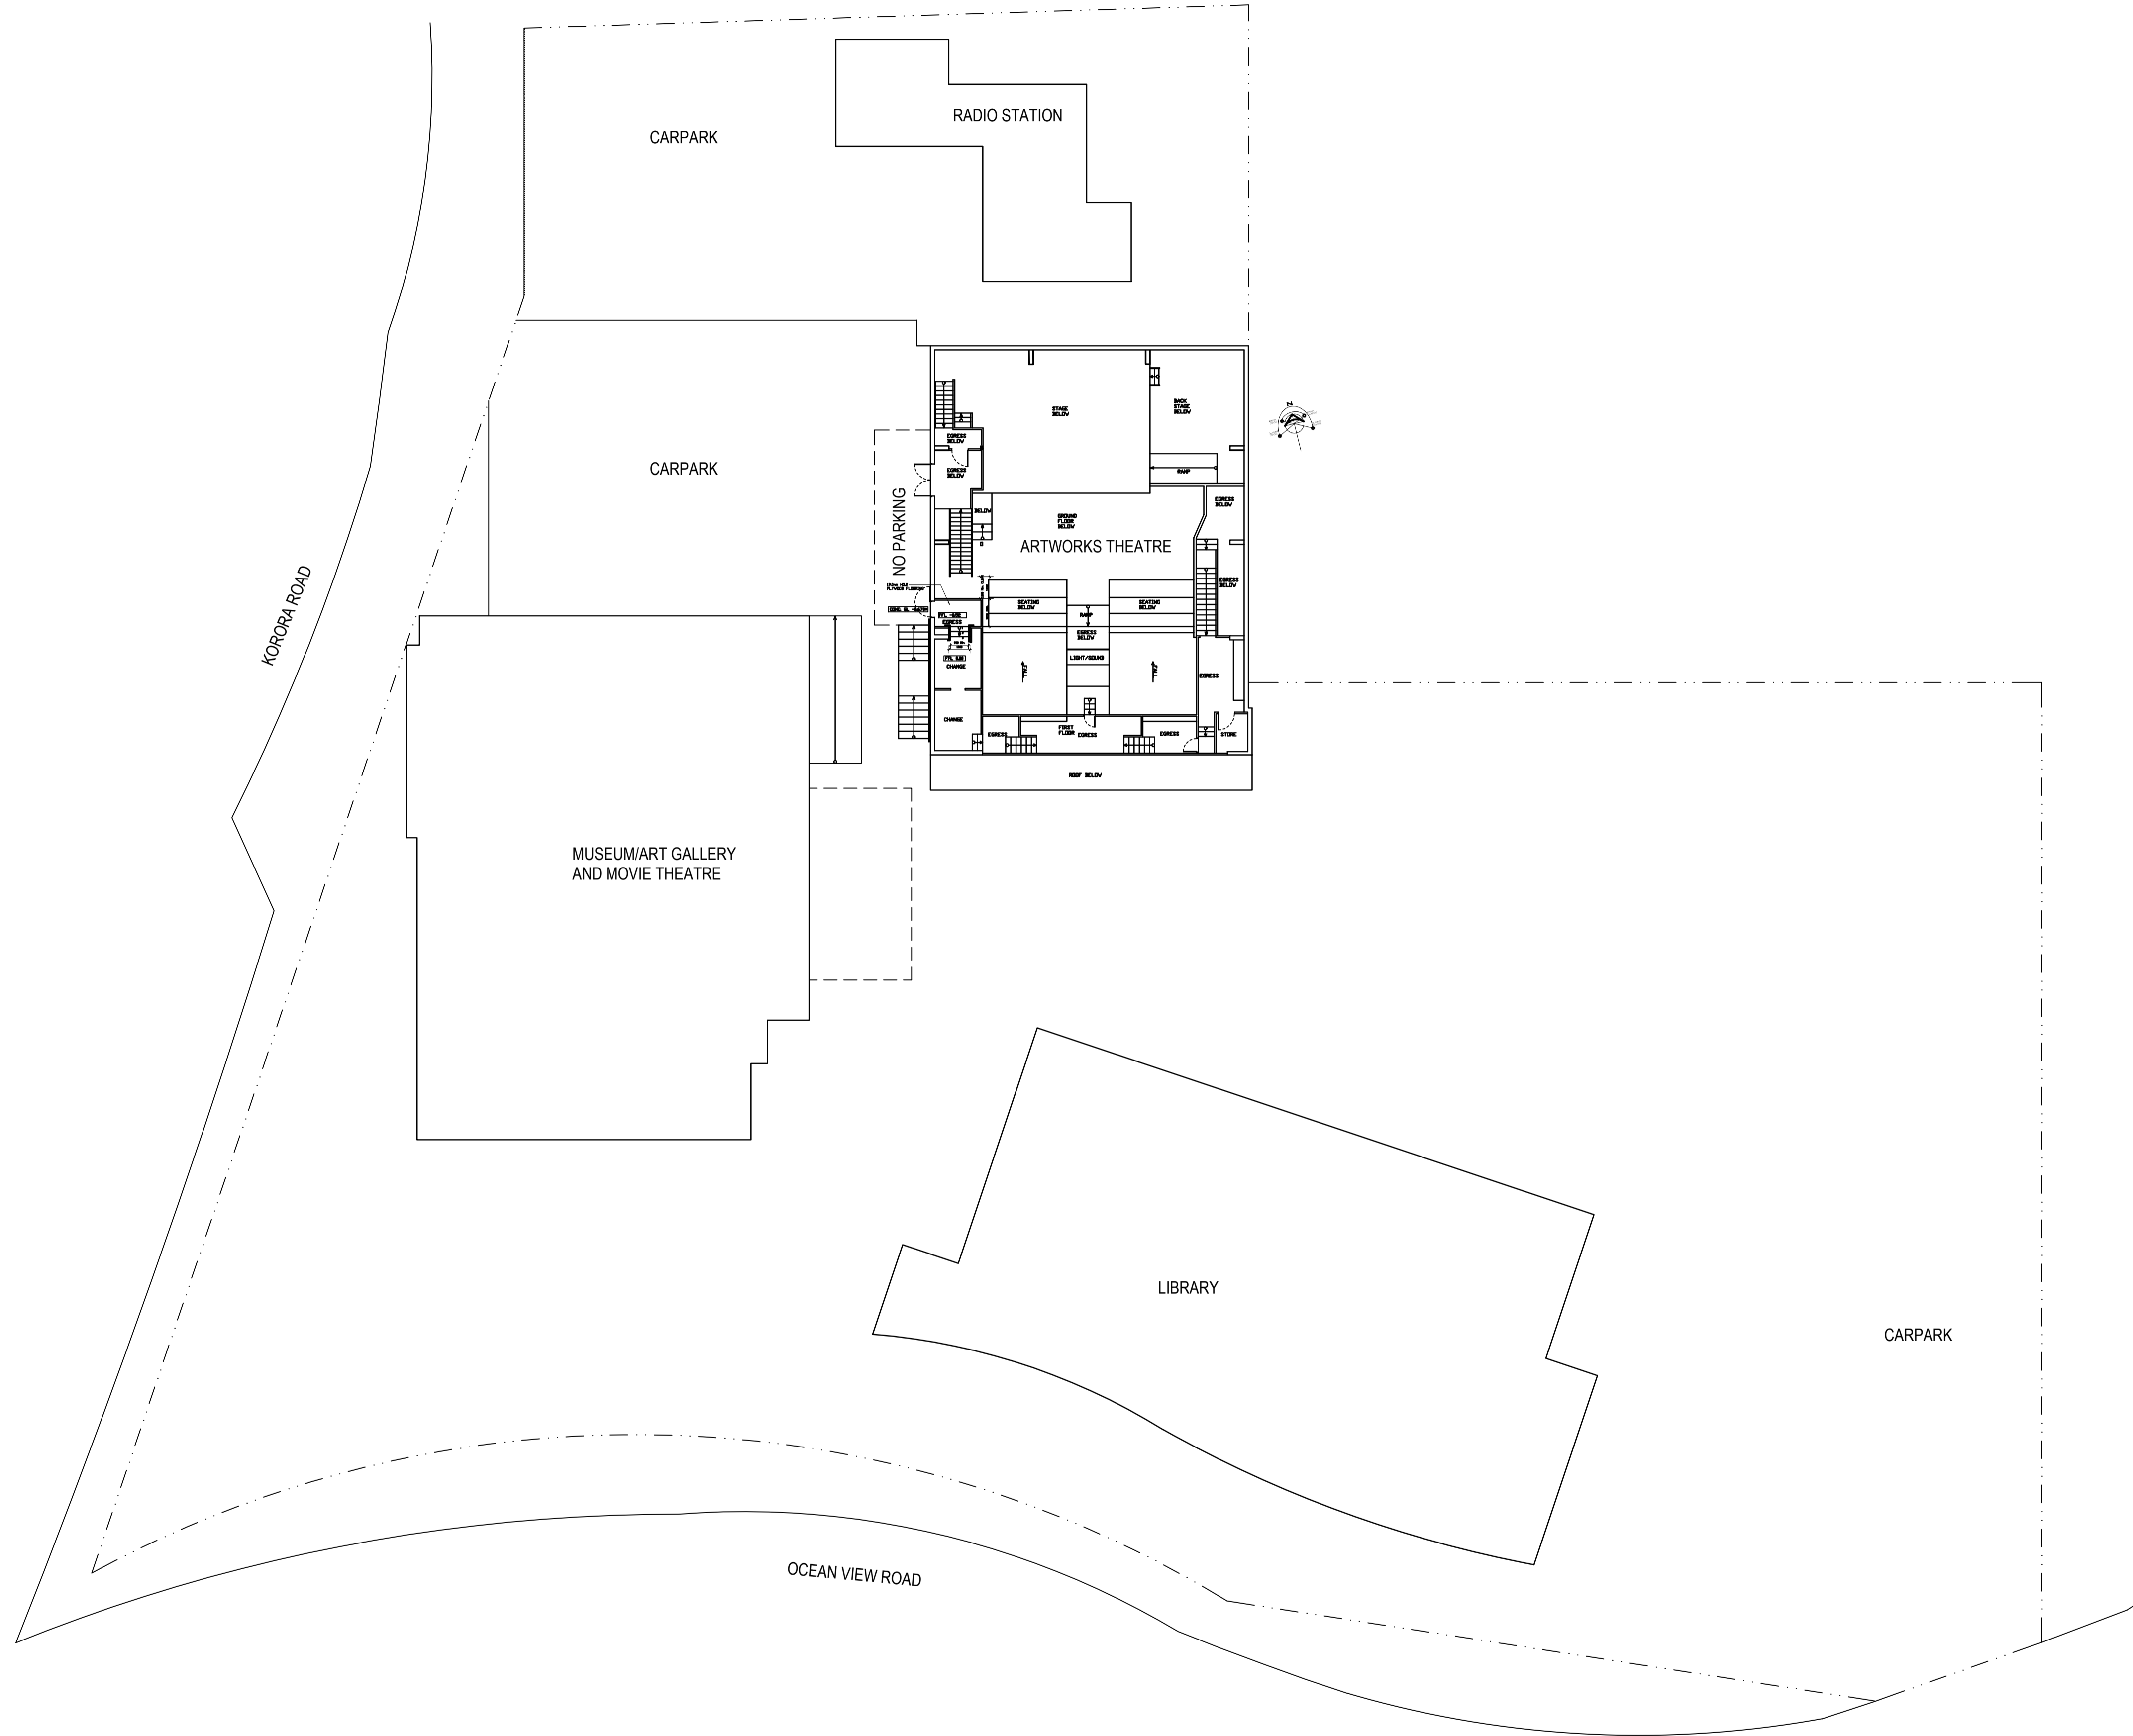 RADIO STATION
CARPARK
KORORA ROAD
CARPARK
NO PARKING
STAGE
BELOW
BACK
STAGE
BELOW
N
EGRESS
BELOW
EGRESS
BELOW
RAMP
EGRESS
BELOW
BELOW
GROUND
FLOOR
BELOW
ARTWORKS THEATRE
EGRESS
BELOW
SEATING
BELOW
SEATING
BELOW
RAMP
EGRESS
EGRESS
BELOW
LIGHT/SOUND
CHANGE
EGRESS
CHANGE
EGRESS
FIRST
FLOOR
EGRESS
EGRESS
STORE
ROOF BELOW
MUSEUM/ART GALLERY
AND MOVIE THEATRE
LIBRARY
CARPARK
OCEAN VIEW ROAD